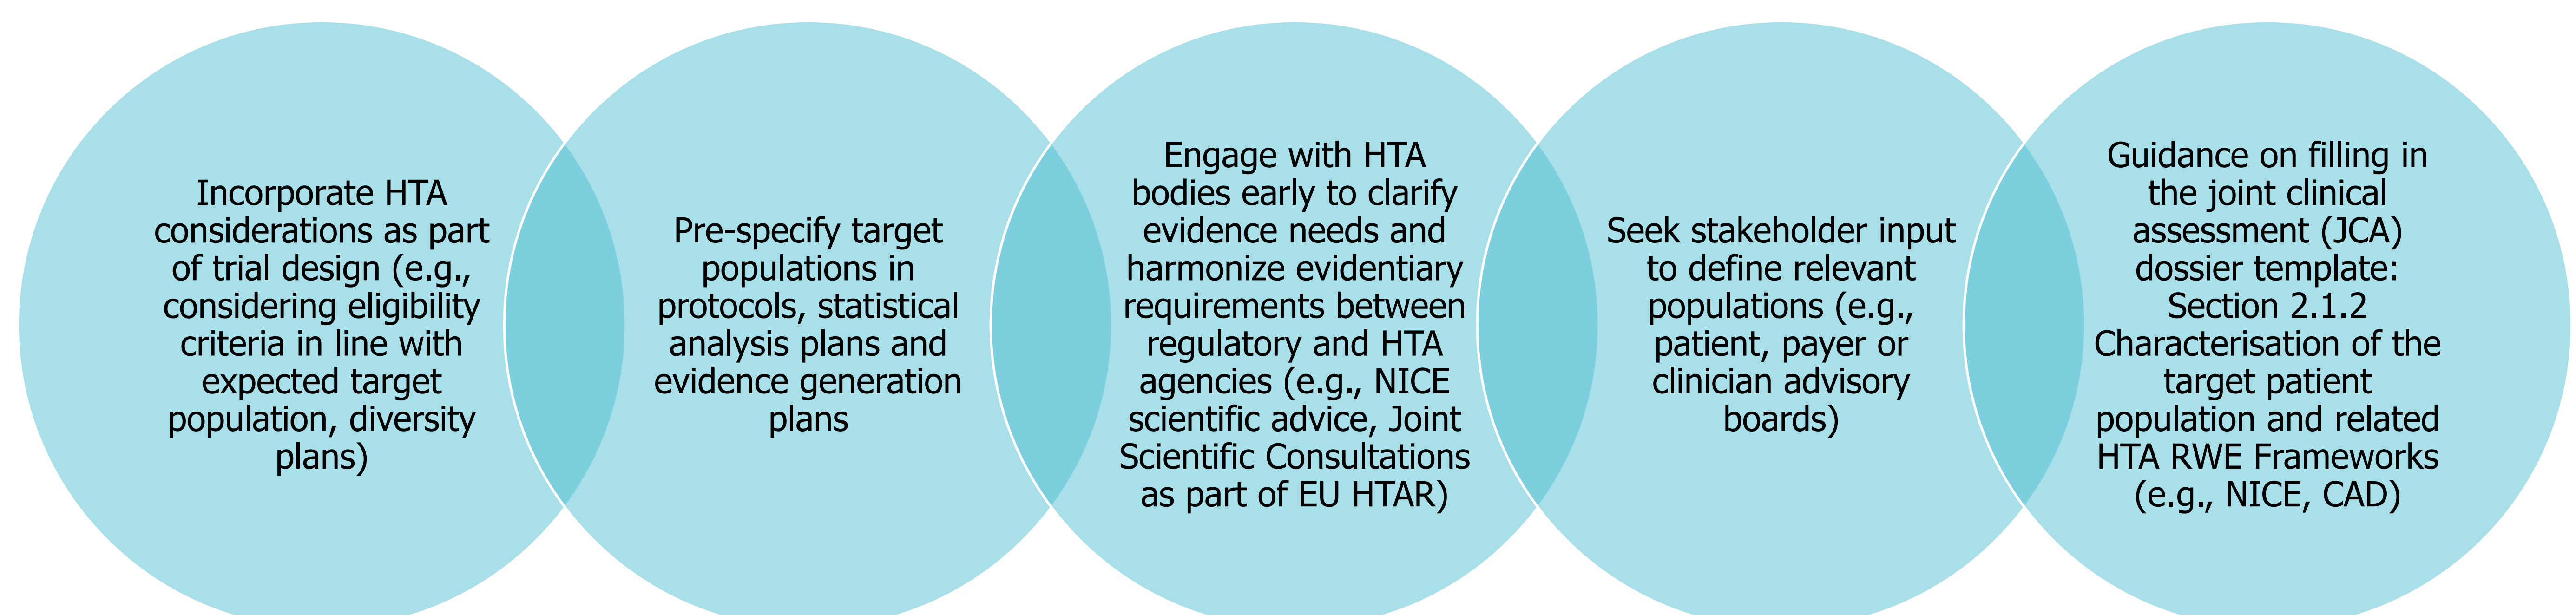 Incorporate HTA
considerations as part
of trial design (e.g.,
considering eligibility
criteria in line with
expected target
population, diversity
plans)
Pre-specify target
populations in
protocols, statistical
analysis plans and
evidence generation
plans
Engage with HTA
bodies early to clarify
evidence needs and
harmonize evidentiary
requirements between
regulatory and HTA
agencies (e.g., NICE
scientific advice, Joint
Scientific Consultations
as part of EU HTAR)
Seek stakeholder input
to define relevant
populations (e.g.,
patient, payer or
clinician advisory
boards)
Guidance on filling in
the joint clinical
assessment (JCA)
dossier template:
Section 2.1.2
Characterisation of the
target patient
population and related
HTA RWE Frameworks
(e.g., NICE, CAD)